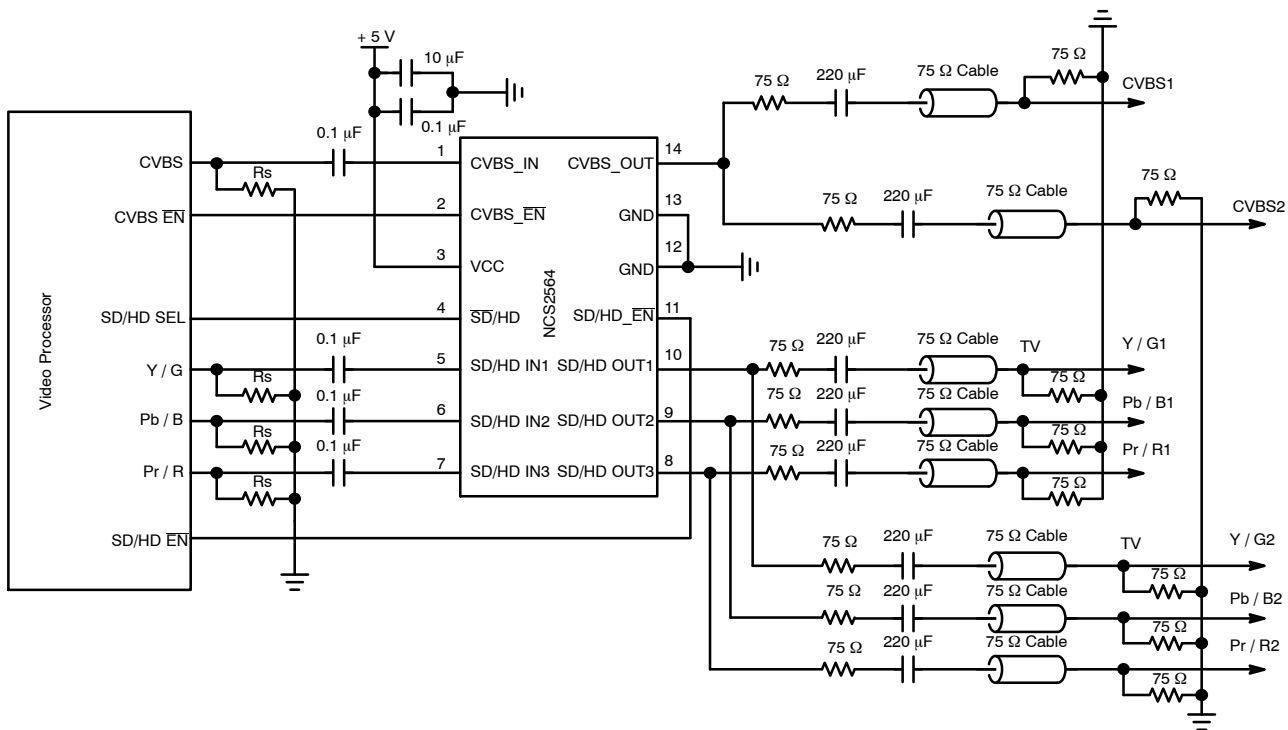 + 5 V
10 μF
0.1 μF
Video Processor
CVBS
CVBS EN
SD/HD SEL
Y / G
Pb / B
Pr / R
SD/HD EN
Rs
Rs
Rs
Rs
0.1 μF
0.1 μF
0.1 μF
0.1 μF
1
2
3
4
5
6
7
CVBS_IN
CVBS_EN
VCC
SD/HD
SD/HD IN1
SD/HD IN2
SD/HD IN3
NCS2564
CVBS_OUT
GND
GND
SD/HD_EN
SD/HD OUT1
SD/HD OUT2
SD/HD OUT3
14
13
12
11
10
9
8
75 Ω 220 μF 75 Ω Cable 75 Ω CVBS1
75 Ω 220 μF 75 Ω Cable 75 Ω CVBS2
75 Ω 220 μF 75 Ω Cable TV 75 Ω Y / G1
75 Ω 220 μF 75 Ω Cable 75 Ω Pb / B1
75 Ω 220 μF 75 Ω Cable 75 Ω Pr / R1
75 Ω 220 μF 75 Ω Cable TV 75 Ω Y / G2
75 Ω 220 μF 75 Ω Cable 75 Ω Pb / B2
75 Ω 220 μF 75 Ω Cable 75 Ω Pr / R2